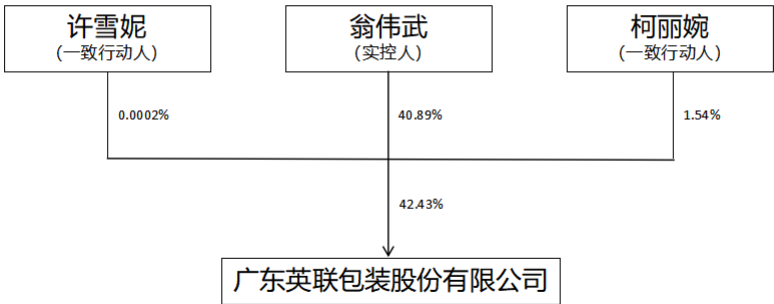 许雪妮
(一致行动人)
翁伟武
(实控人)
柯丽婉
(一致行动人)
0.0002%
40.89%
1.54%
42.43%
广东英联包装股份有限公司